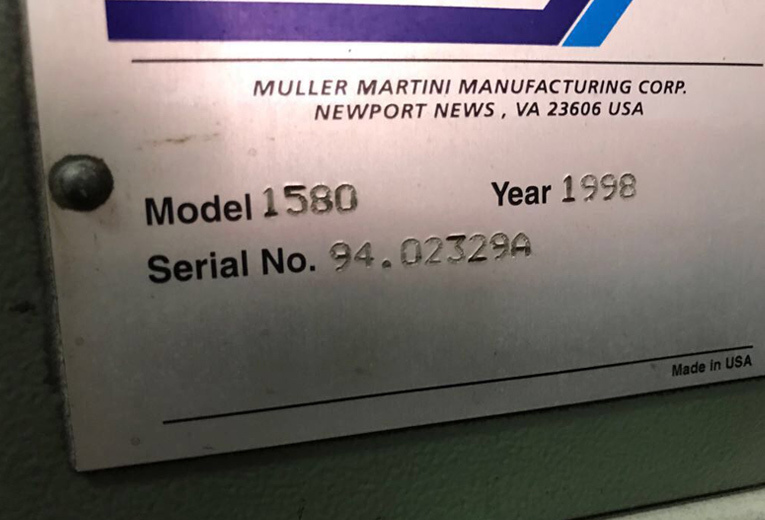 MULLER MARTINI MANUFACTURING CORP.
NEWPORT NEWS , VA 23606 USA
Model 1580 Year 1998
Serial No. 94.02329A
Made in USA